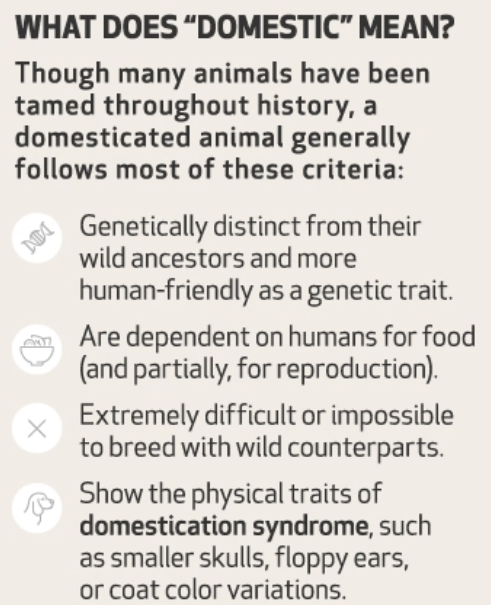 WHAT DOES “DOMESTIC” MEAN?
Though many animals have been
tamed throughout history, a
domesticated animal generally
follows most of these criteria:
Genetically distinct from their
wild ancestors and more
human-friendly as a genetic trait.
Are dependent on humans for food
(and partially, for reproduction).
Extremely difficult or impossible
to breed with wild counterparts.
Show the physical traits of
domestication syndrome, such
as smaller skulls, floppy ears,
or coat color variations.